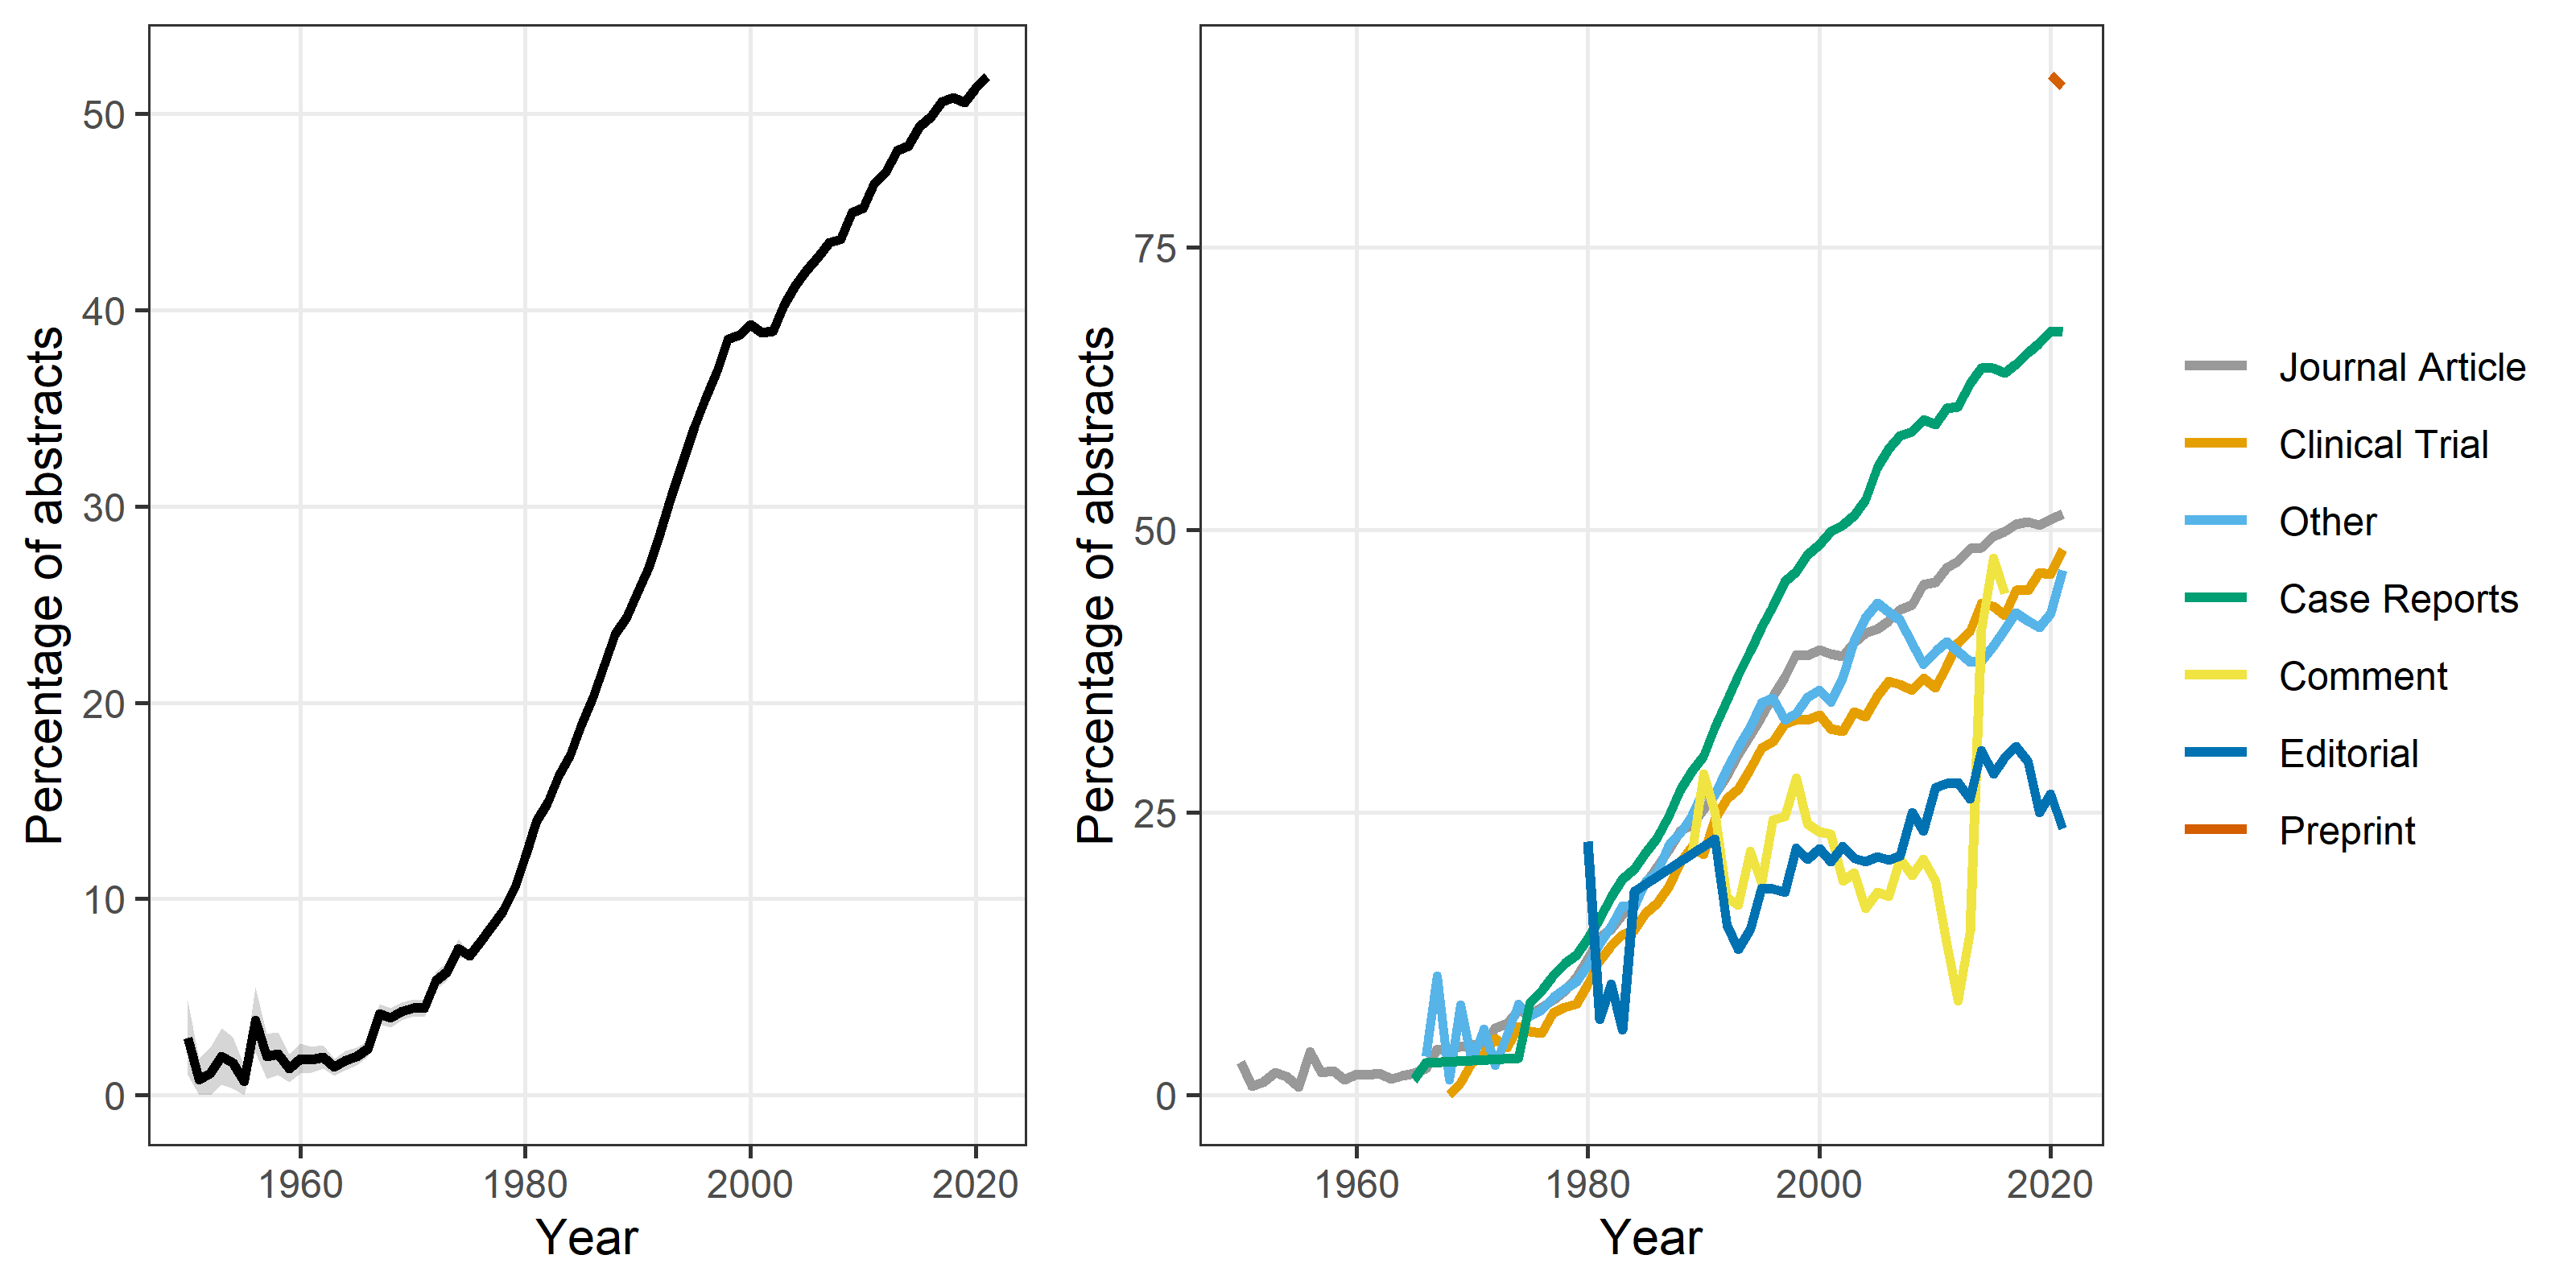 Percentage of abstracts
50
40
30
20
10
0
1960 1980 2000 2020
Year
Percentage of abstracts
75
50
25
0
1960 1980 2000 2020
Year
Journal Article
Clinical Trial
Other
Case Reports
Comment
Editorial
Preprint